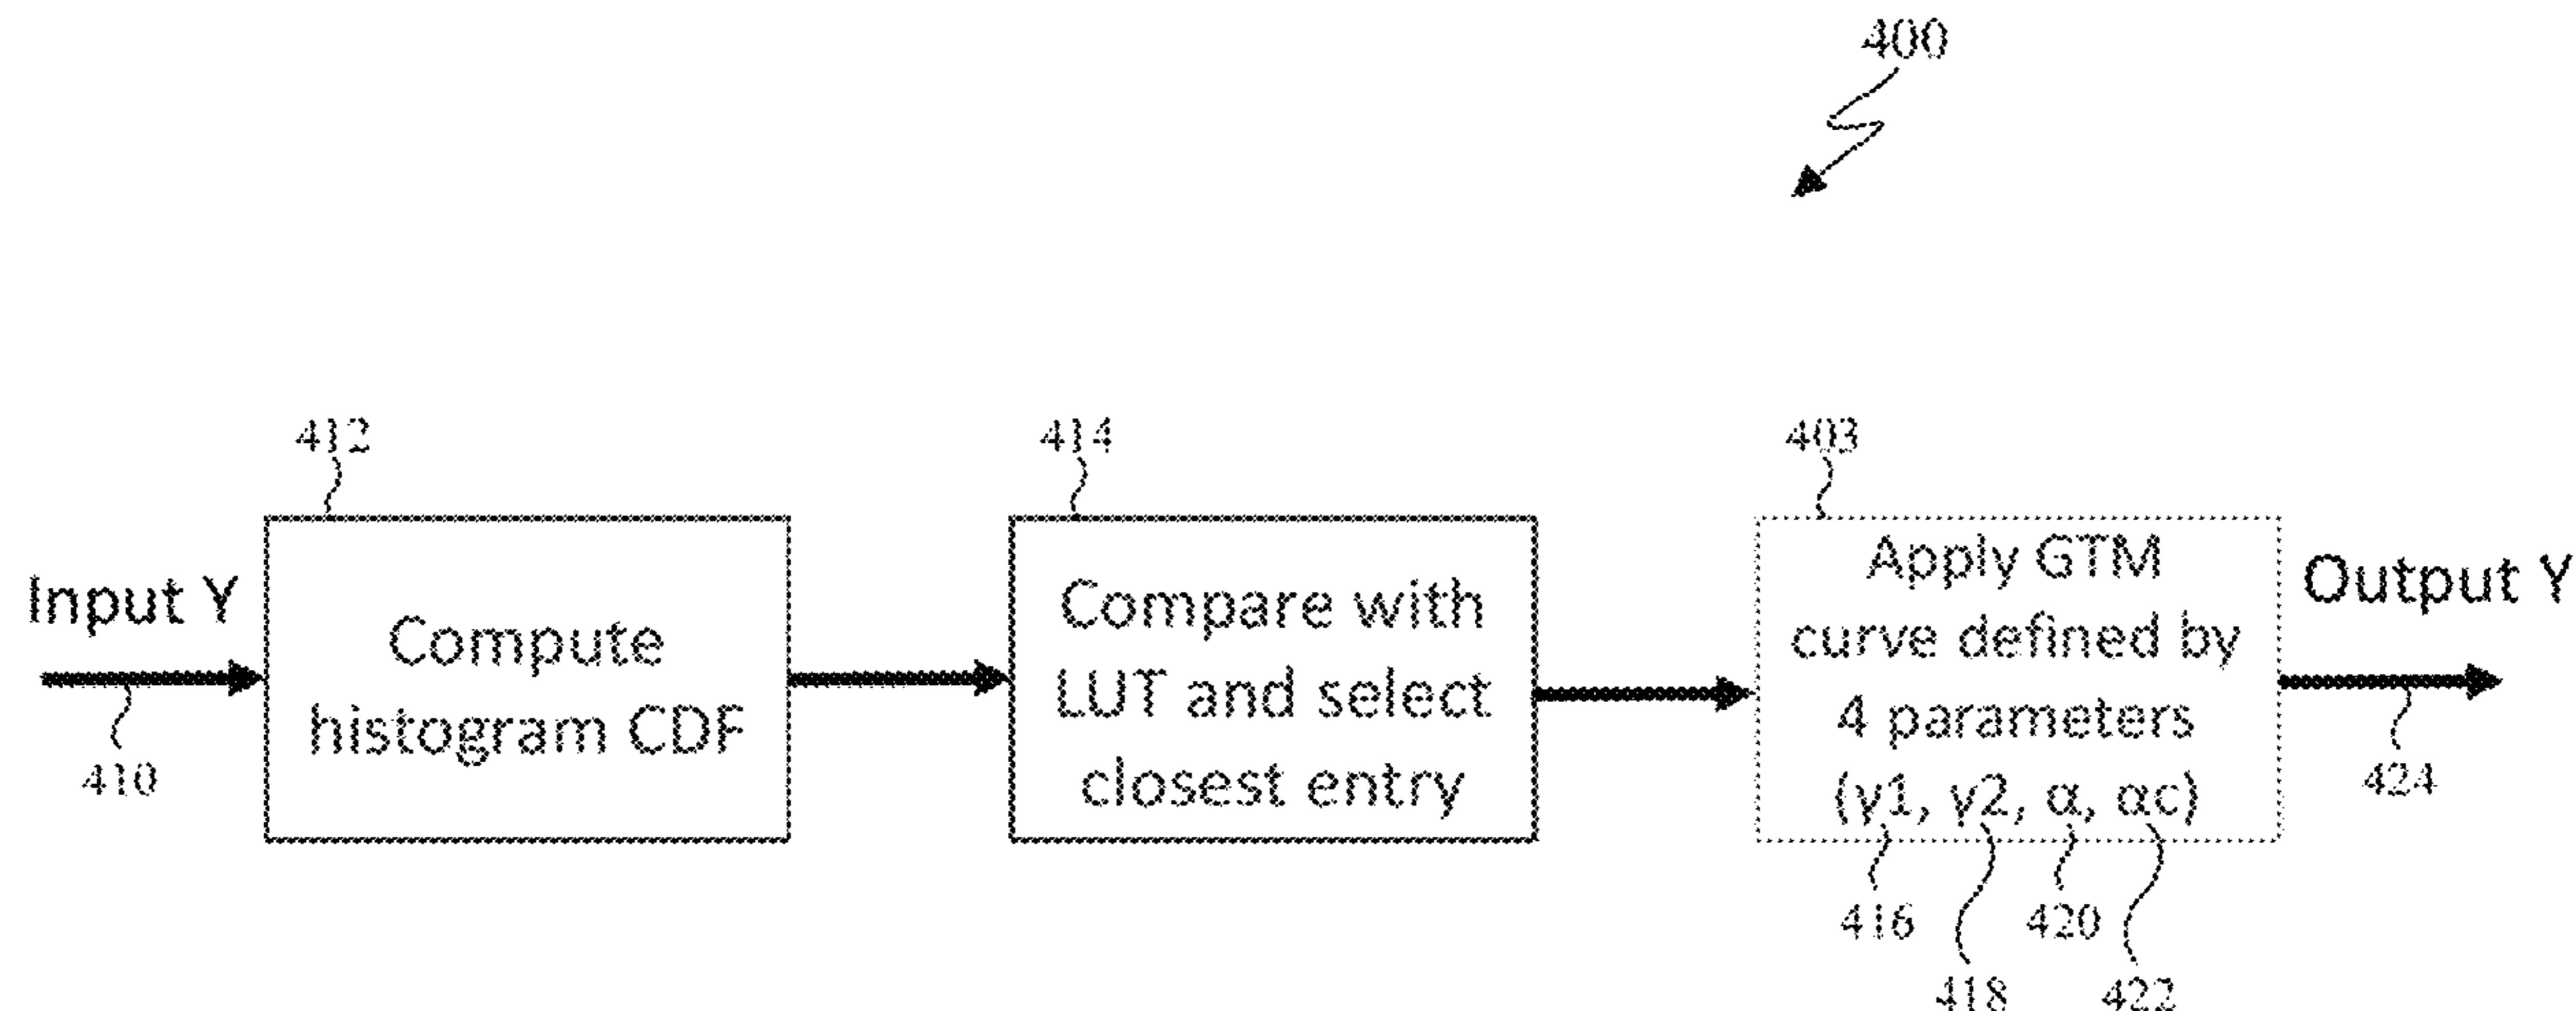 400
412
414
403
Input Y
410
Compute
histogram CDF
Compare with
LUT and select
closest entry
Apply GTM
curve defined by
4 parameters
(γ1, γ2, α, αc)
Output Y
424
416
418
420
422